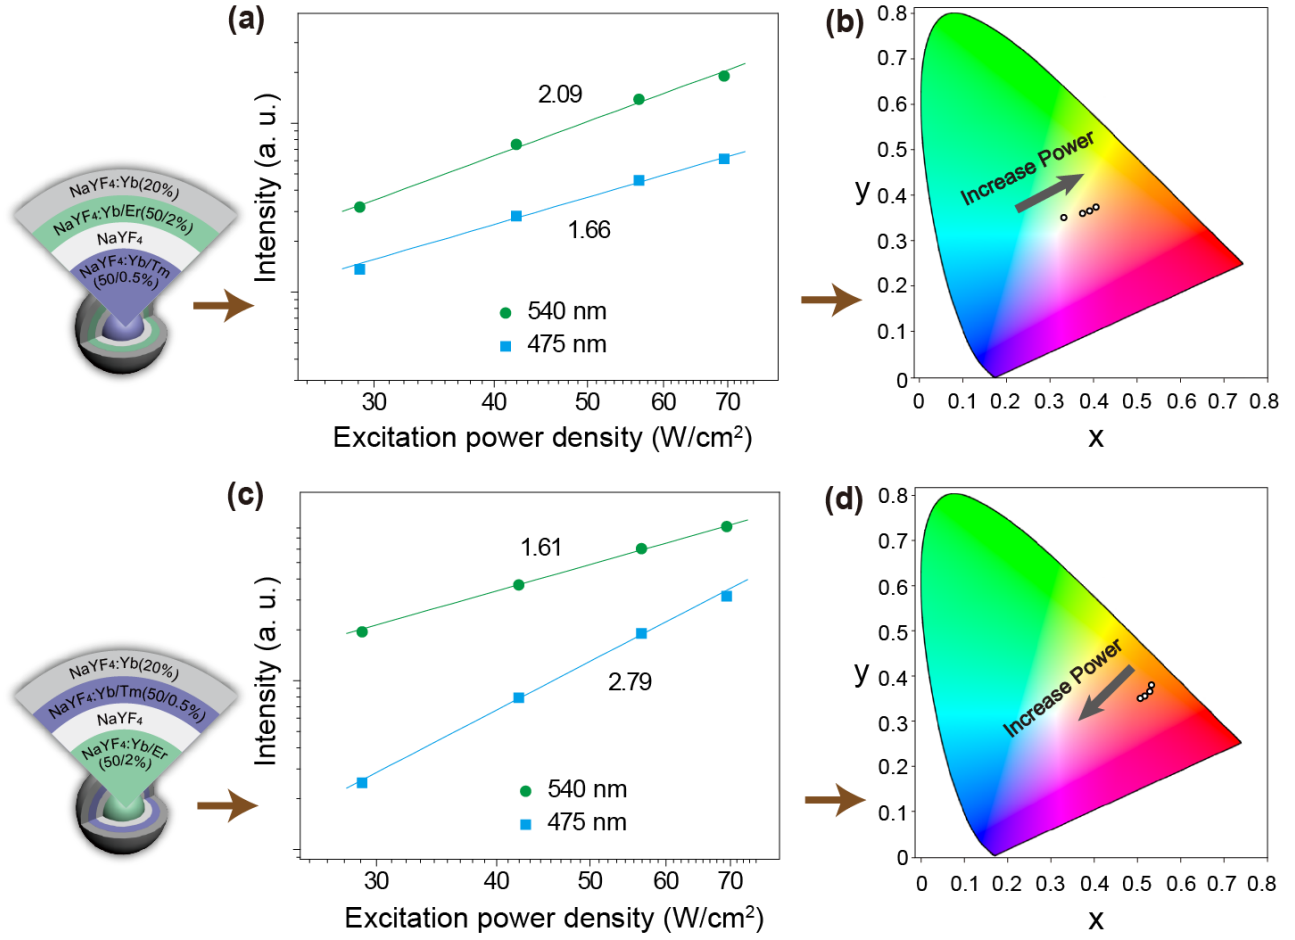 (a)
2.09
1.66
540 nm
475 nm
Intensity (a. u.)
30 40 50 60 70
Excitation power density (W/cm²)
NaYF₄:Yb(20%)
NaYF₄:Yb/Er(50/2%)
NaYF₄
NaYF₄:Yb/Tm
(50/0.5%)
(b)
Increase Power
y
0.8
0.7
0.6
0.5
0.4
0.3
0.2
0.1
0
0 0.1 0.2 0.3 0.4 0.5 0.6 0.7 0.8
x
(c)
1.61
2.79
540 nm
475 nm
Intensity (a. u.)
30 40 50 60 70
Excitation power density (W/cm²)
NaYF₄:Yb(20%)
NaYF₄:Yb/Tm(50/0.5%)
NaYF₄
NaYF₄:Yb/Er
(50/2%)
(d)
Increase Power
y
0.8
0.7
0.6
0.5
0.4
0.3
0.2
0.1
0
0 0.1 0.2 0.3 0.4 0.5 0.6 0.7 0.8
x